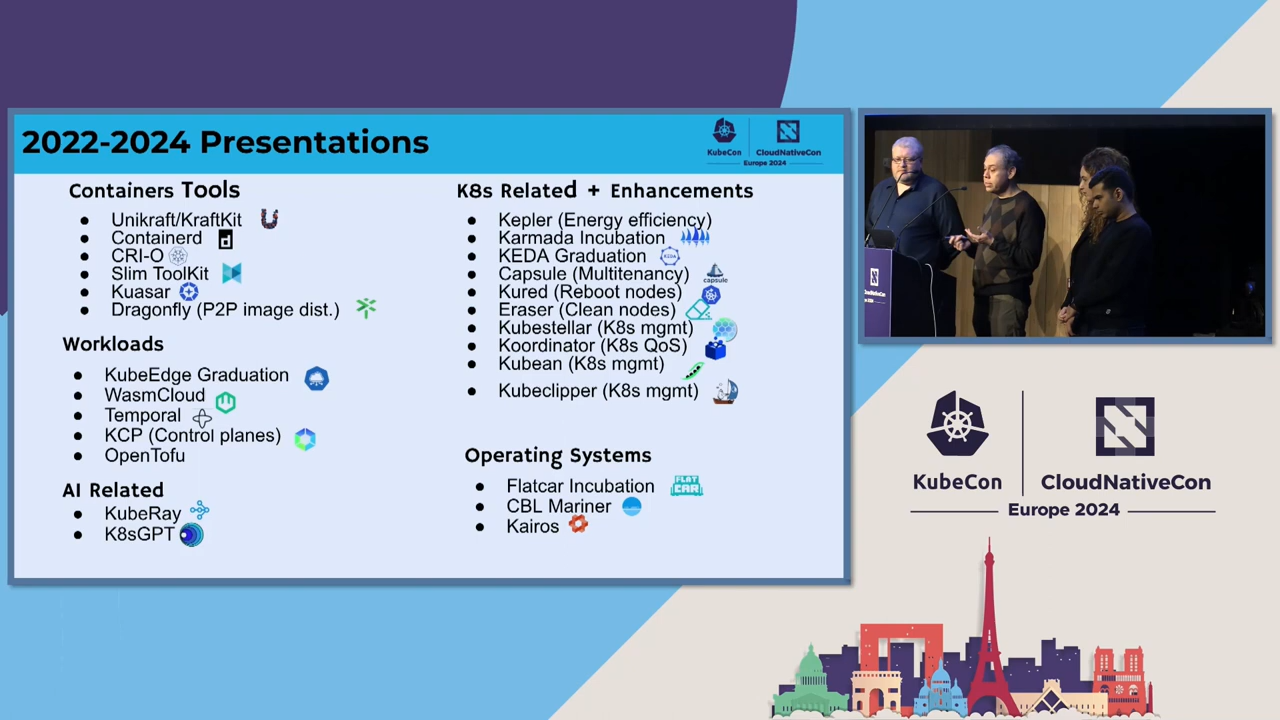 2022-2024 Presentations
KubeCon
CloudNativeCon
Europe 2024
Containers Tools
Unikraft/KraftKit
Containerd
CRI-O
Slim ToolKit
Kuasar
Dragonfly (P2P image dist.)
Workloads
KubeEdge Graduation
WasmCloud
Temporal
KCP (Control planes)
OpenTofu
AI Related
KubeRay
K8sGPT
K8s Related + Enhancements
Kepler (Energy efficiency)
Karmada Incubation
KEDA Graduation
KEDA
Capsule (Multitenancy)
capsule
Kured (Reboot nodes)
Eraser (Clean nodes)
Kubestellar (K8s mgmt)
Koordinator (K8s QoS)
Kubean (K8s mgmt)
Kubeclipper (K8s mgmt)
Operating Systems
Flatcar Incubation
FLAT
CAR
CBL Mariner
Kairos
KubeCon
CloudNativeCon
Europe 2024